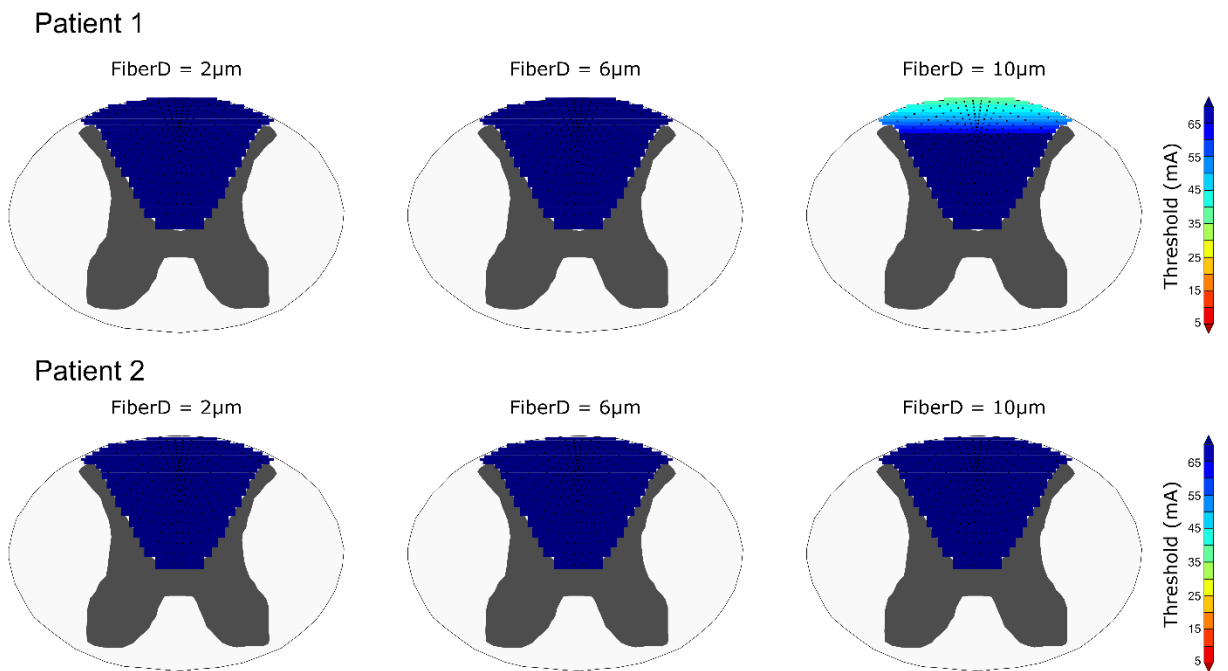 Patient 1
FiberD = 2µm
FiberD = 6µm
FiberD = 10µm
65
55
45
35
25
15
5
Threshold (mA)
Patient 2
FiberD = 2µm
FiberD = 6µm
FiberD = 10µm
65
55
45
35
25
15
5
Threshold (mA)